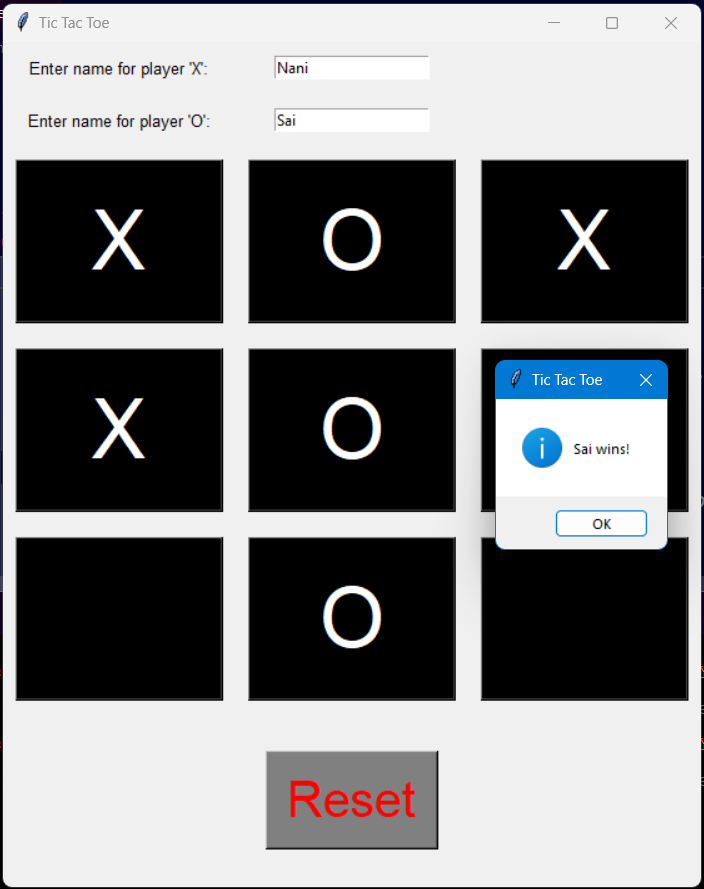 Tic Tac Toe
Enter name for player 'X': Nani
Enter name for player 'O': Sai
X O X
X O
Tic Tac Toe
Sai wins!
OK
O
Reset